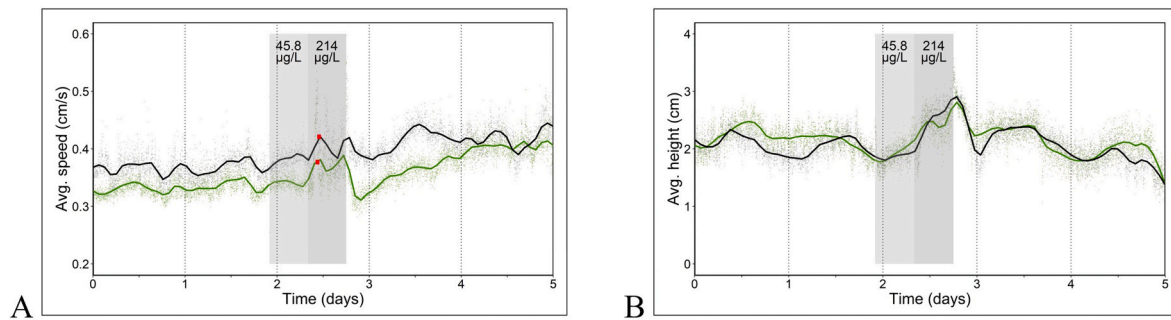 A
Avg. speed (cm/s)
0.6
0.5
0.4
0.3
0.2
45.8
µg/L
214
µg/L
0 1 2 3 4 5
Time (days)
B
Avg. height (cm)
4
3
2
1
0
45.8
µg/L
214
µg/L
0 1 2 3 4 5
Time (days)